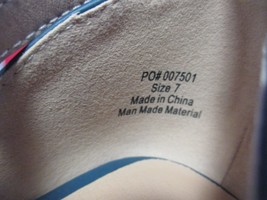 PO# 007501
Size 7
Made in China
Man Made Material